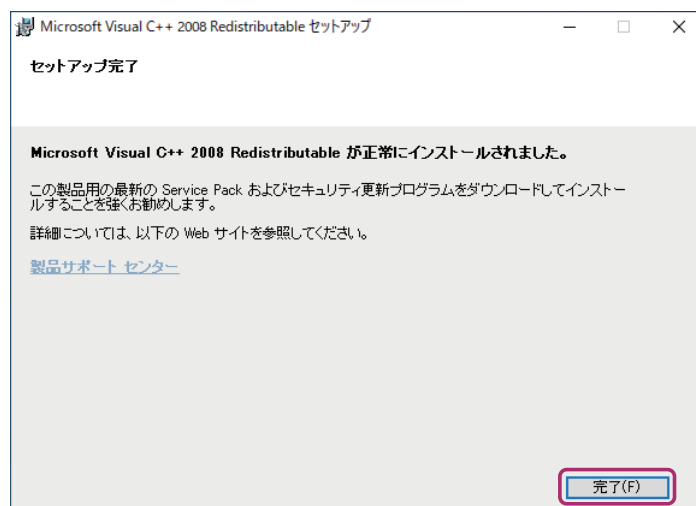 Microsoft Visual C++ 2008 Redistributable セットアップ
セットアップ完了
Microsoft Visual C++ 2008 Redistributable が正常にインストールされました。
この製品用の最新の Service Pack およびセキュリティ更新プログラムをダウンロードしてインストー
ルすることを強くお勧めします。
詳細については、以下の Web サイトを参照してください。
製品サポート センター
完了(F)